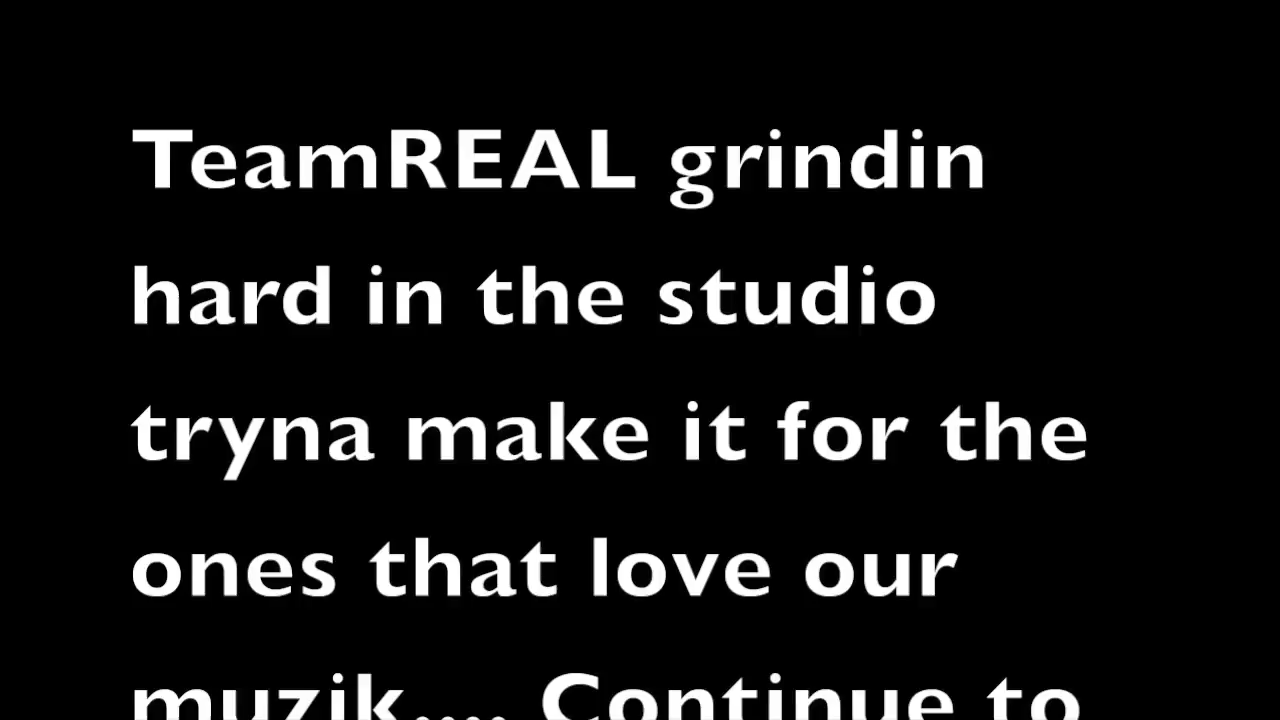 TeamREAL grindin
hard in the studio
tryna make it for the
ones that love our
muzik.... Continue to